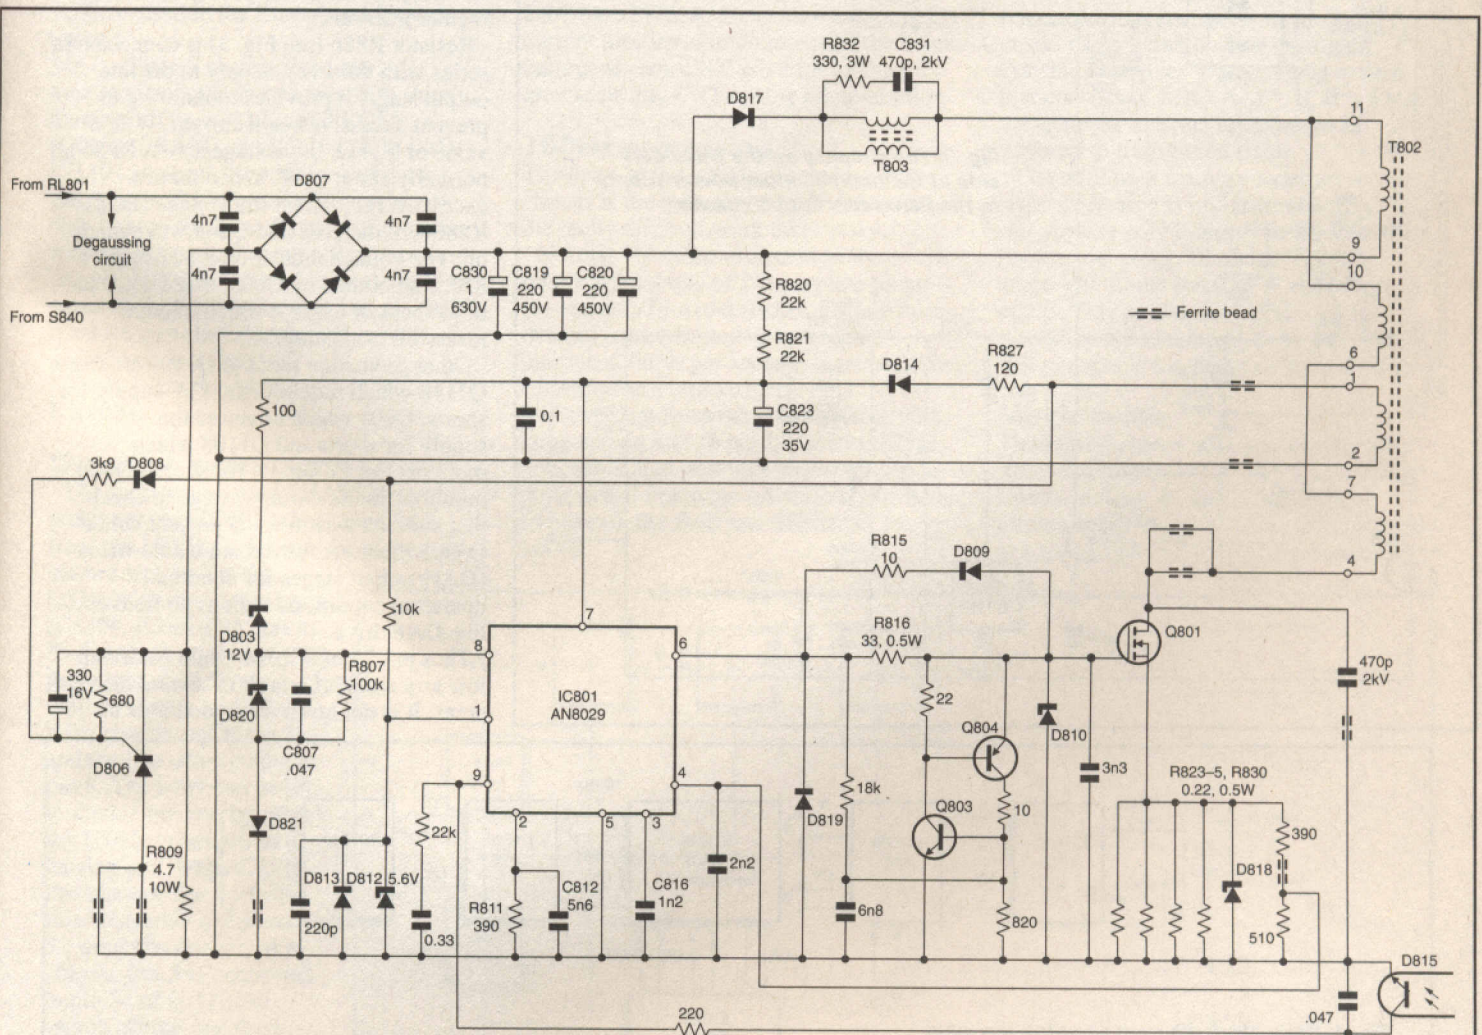 R832
330, 3W
C831
470p, 2kV
D817
T803
11
T802
From RL801
D807
4n7
4n7
Degaussing
circuit
4n7
4n7
From S840
C830
1
630V
C819
220
450V
C820
220
450V
R820
22k
R821
22k
9
10
Ferrite bead
6
1
D814
R827
120
100
0.1
C823
220
35V
2
7
3k9
D808
4
R815
10
D809
10k
7
R816
33, 0.5W
Q801
D803
12V
8
6
470p
2kV
330
16V
680
R807
100k
D820
IC801
AN8029
22
1
Q804
D810
C807
.047
D806
9
4
18k
3n3
R823–5, R830
0.22, 0.5W
D819
Q803
10
390
D821
2
5
3
22k
R809
4.7
10W
D813
D812
5.6V
2n2
D818
R811
390
C812
5n6
C816
1n2
6n8
820
510
220p
0.33
D815
.047
220